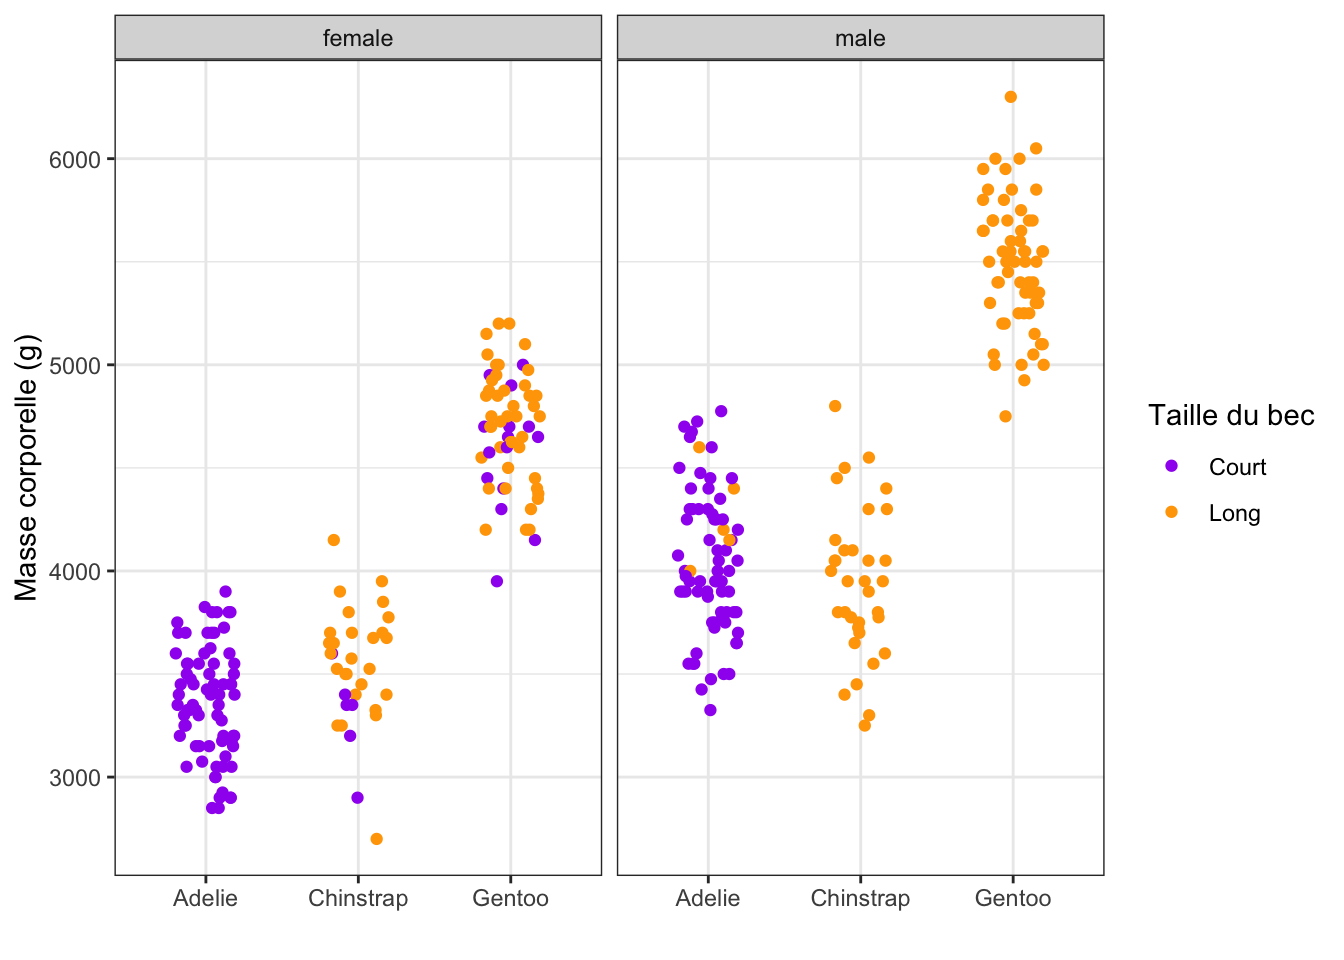 female
male
Masse corporelle (g)
6000
5000
4000
3000
Adelie
Chinstrap
Gentoo
Adelie
Chinstrap
Gentoo
Taille du bec
Court
Long